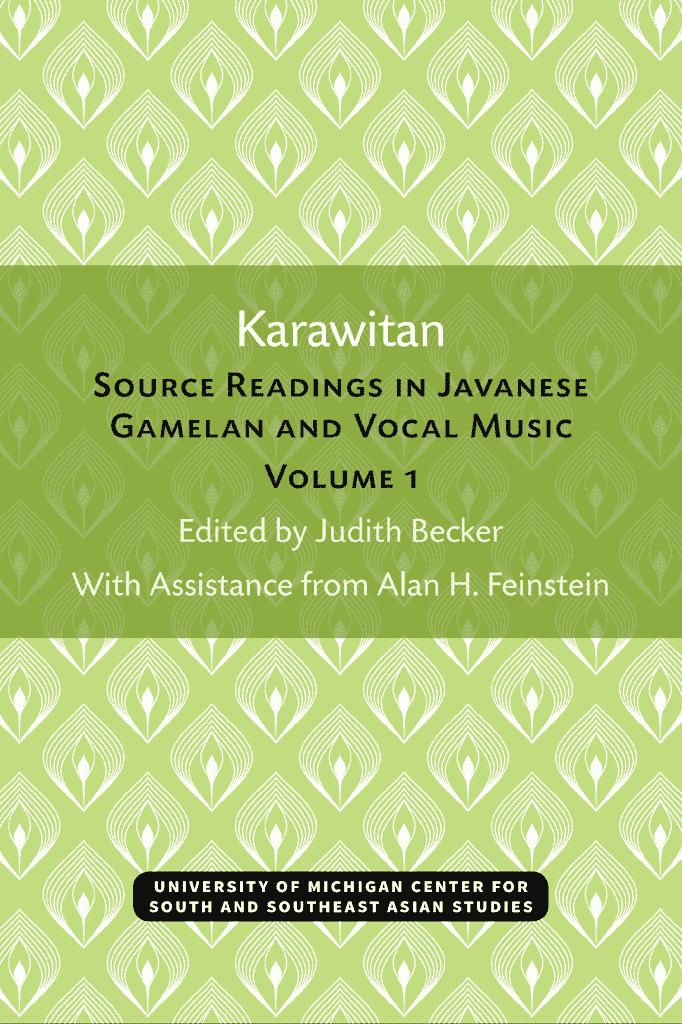 Karawitan
Source Readings in Javanese
Gamelan and Vocal Music
Volume 1
Edited by Judith Becker
With Assistance from Alan H. Feinstein
UNIVERSITY OF MICHIGAN CENTER FOR
SOUTH AND SOUTHEAST ASIAN STUDIES